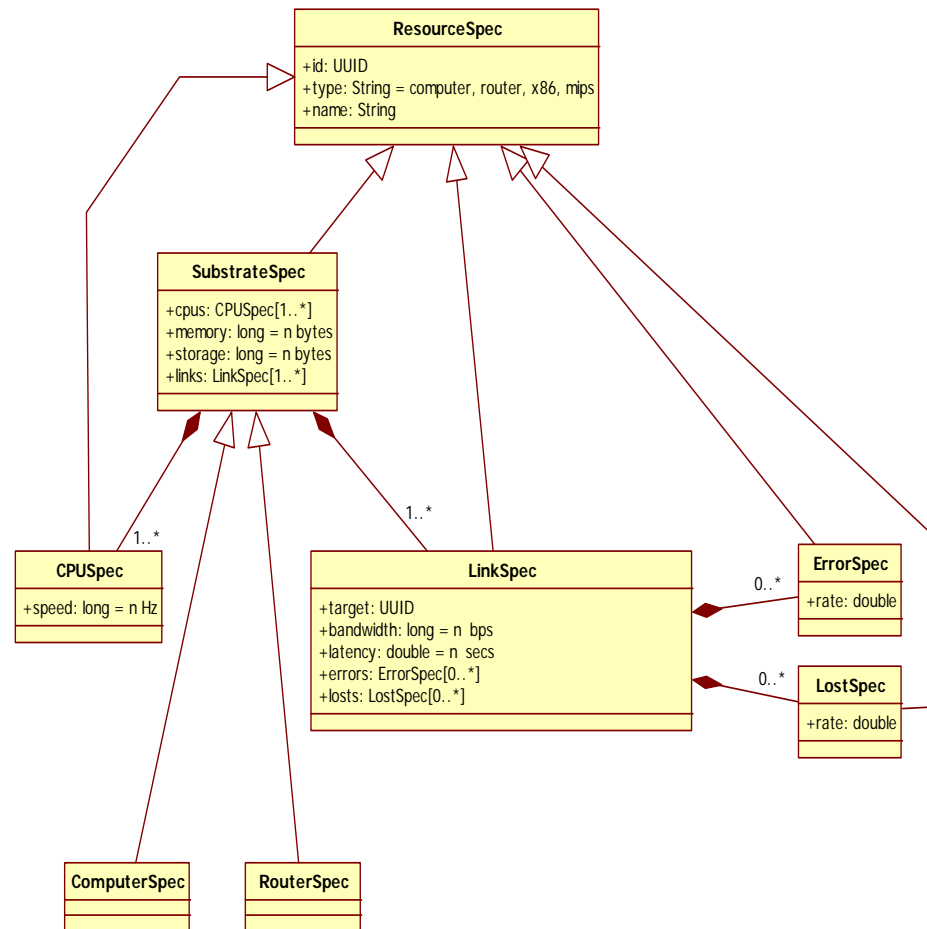 ResourceSpec
+id: UUID
+type: String = computer, router, x86, mips
+name: String
SubstrateSpec
+cpus: CPUSpec[1..*]
+memory: long = n bytes
+storage: long = n bytes
+links: LinkSpec[1..*]
1..*
1..*
CPUSpec
+speed: long = n Hz
LinkSpec
+target: UUID
+bandwidth: long = n bps
+latency: double = n secs
+errors: ErrorSpec[0..*]
+losts: LostSpec[0..*]
0..*
ErrorSpec
+rate: double
0..*
LostSpec
+rate: double
ComputerSpec
RouterSpec